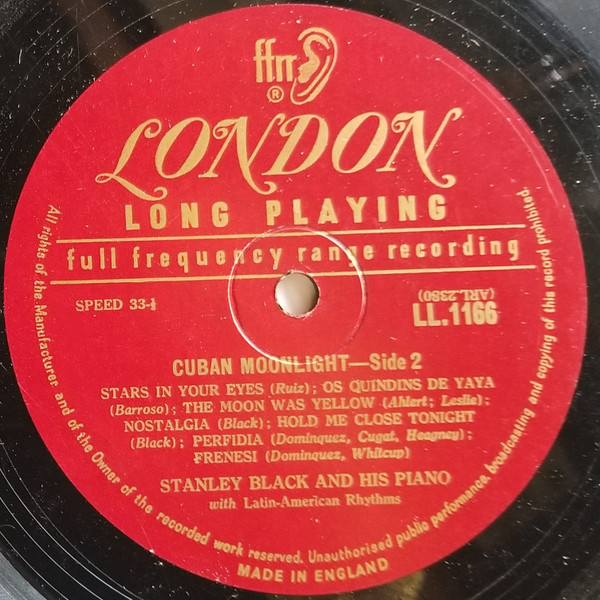 ffrr
®
LONDON
LONG PLAYING
full frequency range recording
SPEED 33-⅓
(ARL.2380)
LL.1166
CUBAN MOONLIGHT—Side 2
STARS IN YOUR EYES (Ruiz); OS QUINDINS DE YAYA
(Barroso); THE MOON WAS YELLOW (Ahlert; Leslie);
NOSTALGIA (Black); HOLD ME CLOSE TONIGHT
(Black); PERFIDIA (Dominquez, Cugat, Heagney);
FRENESI (Dominquez, Whitcup)
STANLEY BLACK AND HIS PIANO
with Latin-American Rhythms
All rights of the Manufacturer and of the Owner of the recorded work reserved. Unauthorised public performance, broadcasting and copying of this record prohibited.
MADE IN ENGLAND